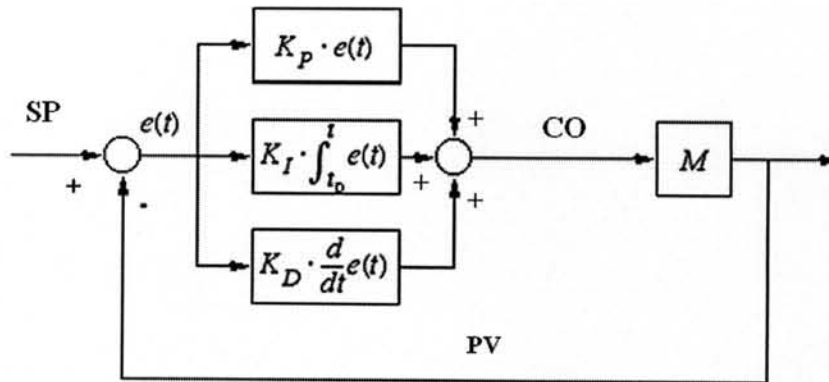 K_P · e(t)
SP
e(t)
+
-
K_I · ∫_{t_0}^{t} e(t)
+
+
+
CO
M
K_D · d/dt e(t)
PV